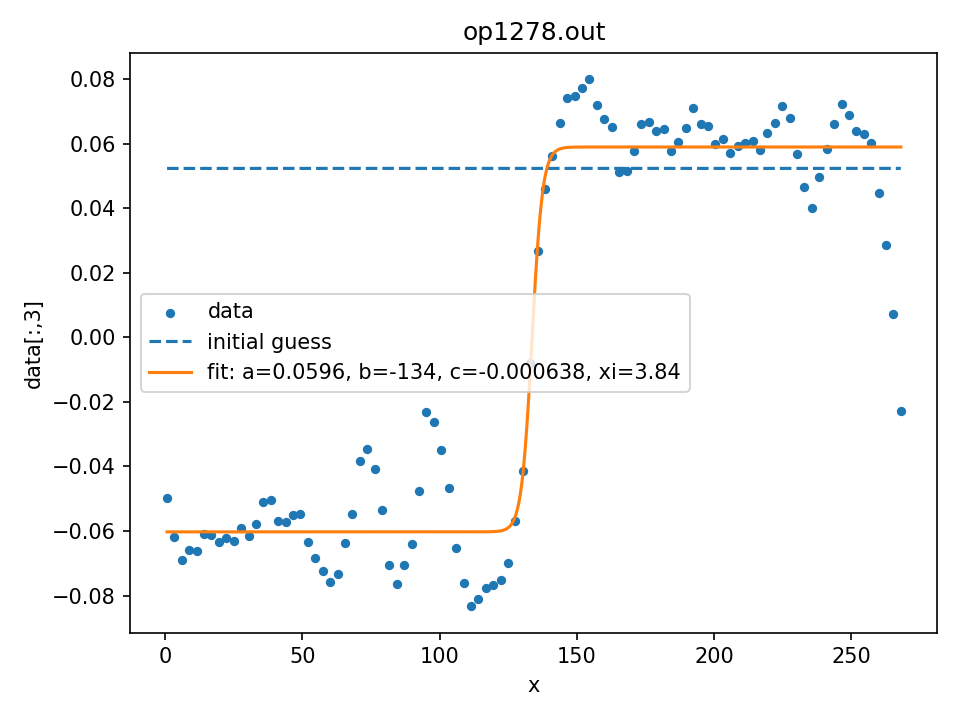 op1278.out
0.08
0.06
0.04
0.02
0.00
−0.02
−0.04
−0.06
−0.08
data[:,3]
data
initial guess
fit: a=0.0596, b=-134, c=-0.000638, xi=3.84
0 50 100 150 200 250
x